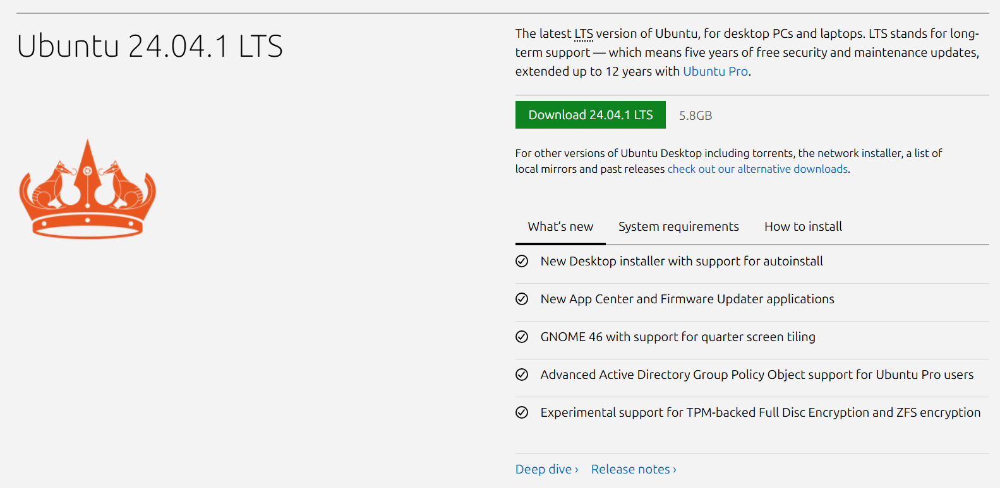 Ubuntu 24.04.1 LTS
The latest LTS version of Ubuntu, for desktop PCs and laptops. LTS stands for long-
term support — which means five years of free security and maintenance updates,
extended up to 12 years with Ubuntu Pro.
Download 24.04.1 LTS 5.8GB
For other versions of Ubuntu Desktop including torrents, the network installer, a list of
local mirrors and past releases check out our alternative downloads.
What’s new System requirements How to install
New Desktop installer with support for autoinstall
New App Center and Firmware Updater applications
GNOME 46 with support for quarter screen tiling
Advanced Active Directory Group Policy Object support for Ubuntu Pro users
Experimental support for TPM-backed Full Disc Encryption and ZFS encryption
Deep dive › Release notes ›